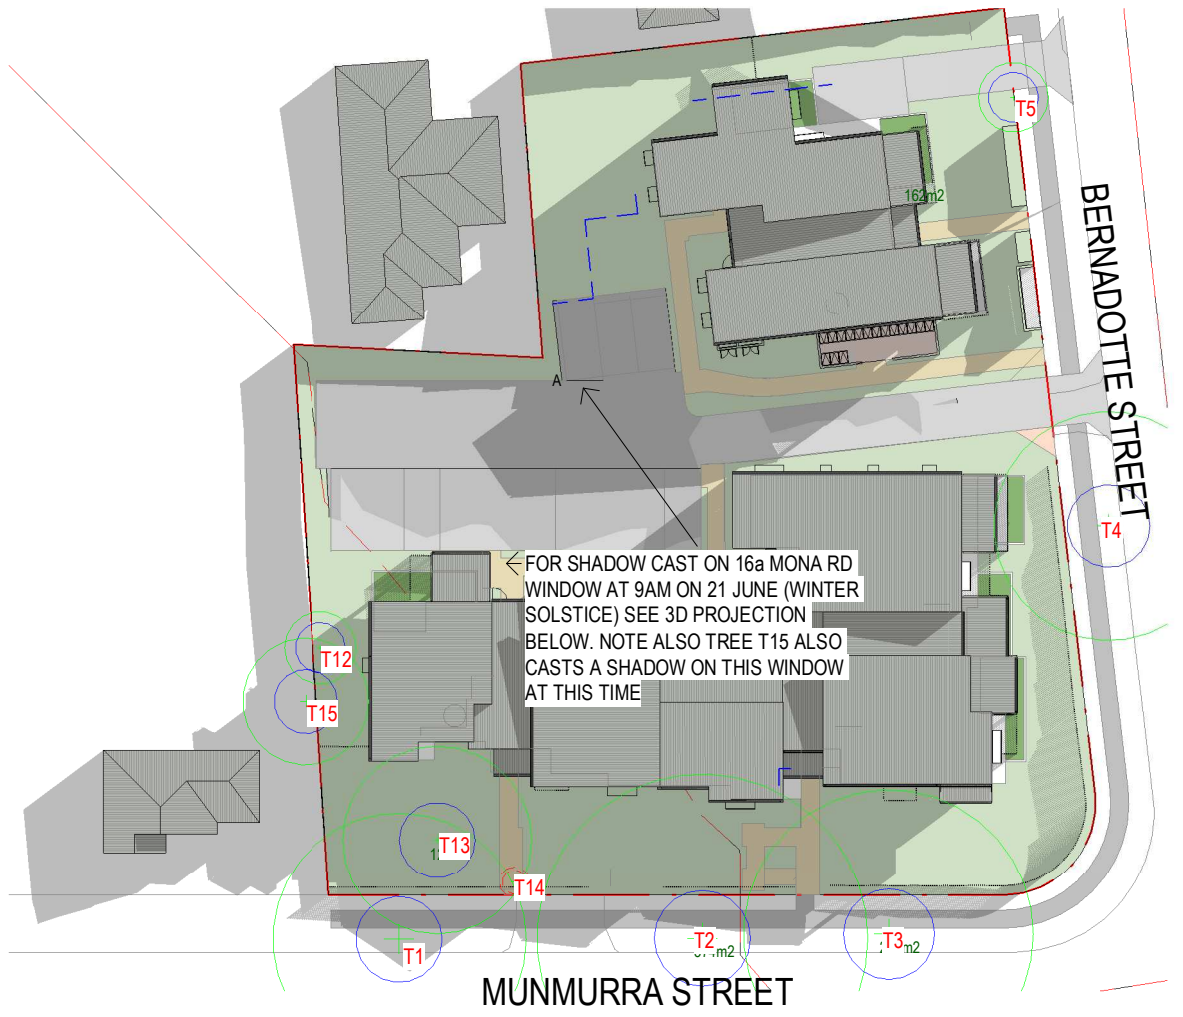 T5
162m2
BERNADOTTE STREET
A
T4
FOR SHADOW CAST ON 16a MONA RD
WINDOW AT 9AM ON 21 JUNE (WINTER
SOLSTICE) SEE 3D PROJECTION
BELOW. NOTE ALSO TREE T15 ALSO
CASTS A SHADOW ON THIS WINDOW
AT THIS TIME
T12
T15
T13
T14
T1
T2
T3
m2
MUNMURRA STREET